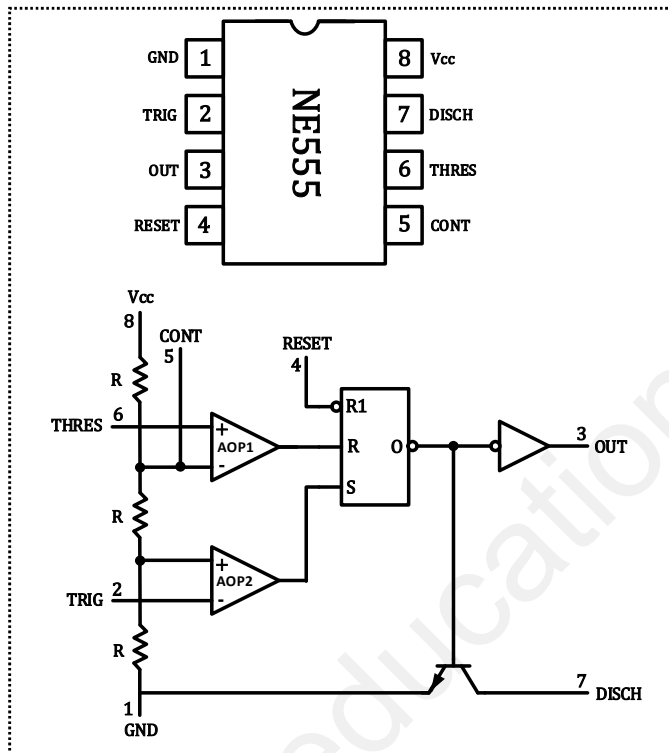 GND 1 8 Vcc
TRIG 2 7 DISCH
NE555
OUT 3 6 THRES
RESET 4 5 CONT
Vcc
8
CONT
5
RESET
4
R
THRES 6
+ AOP1 -
R1
R
S
O
3 OUT
R
+ AOP2 -
TRIG 2
R
7 DISCH
1
GND
education